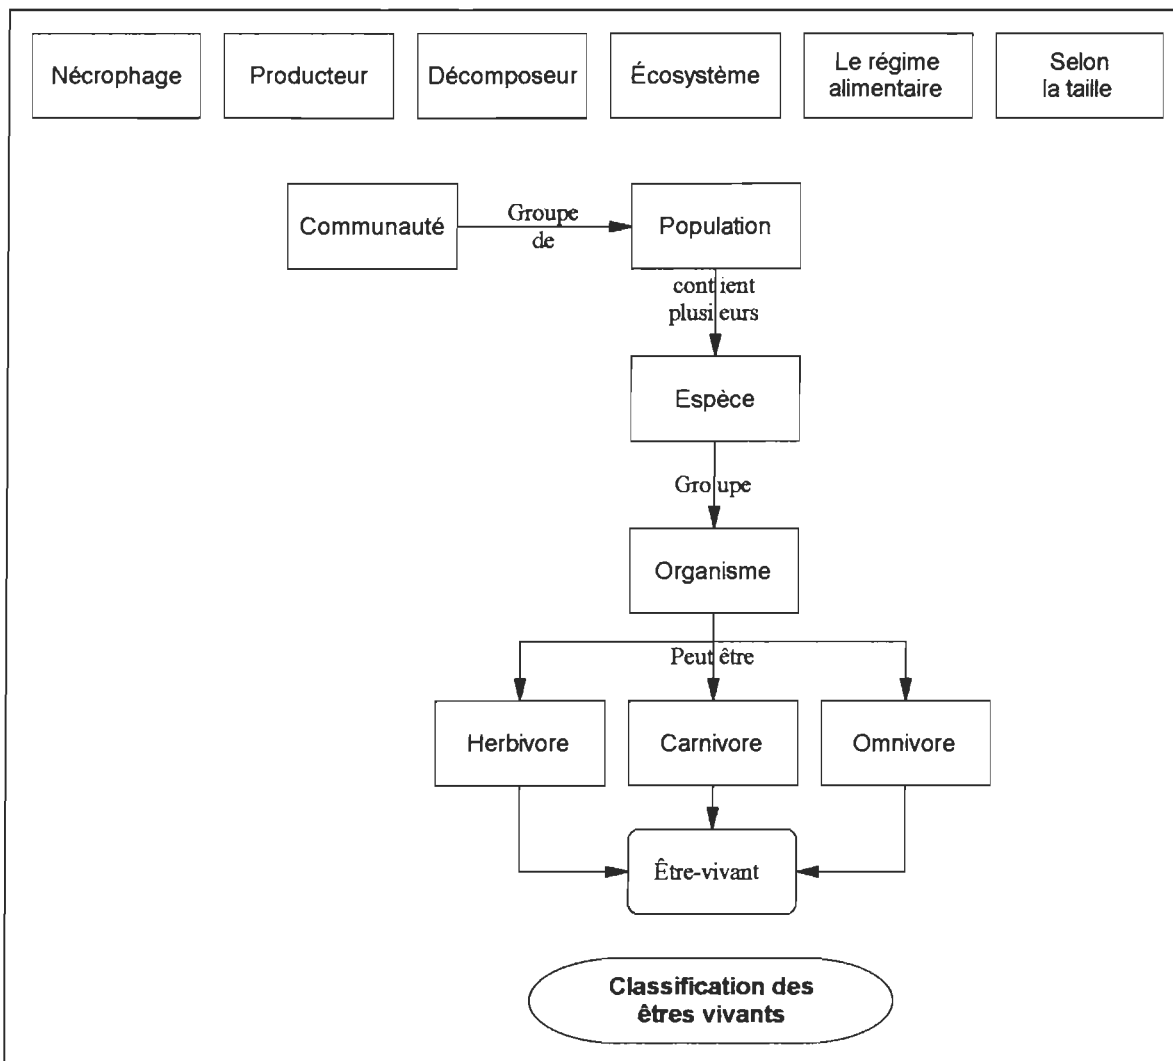 Nécrophage
Producteur
Décomposeur
Écosystème
Le régime
alimentaire
Selon
la taille
Communauté
Groupe
de
Population
contient
plusieurs
Espèce
Groupe
Organisme
Peut être
Herbivore
Carnivore
Omnivore
Être-vivant
Classification des
êtres vivants